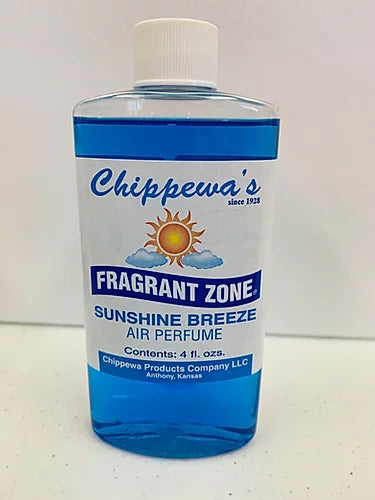 Chippewa's
since 1928
FRAGRANT ZONE®
SUNSHINE BREEZE
AIR PERFUME
Contents: 4 fl. ozs.
Chippewa Products Company LLC
Anthony, Kansas